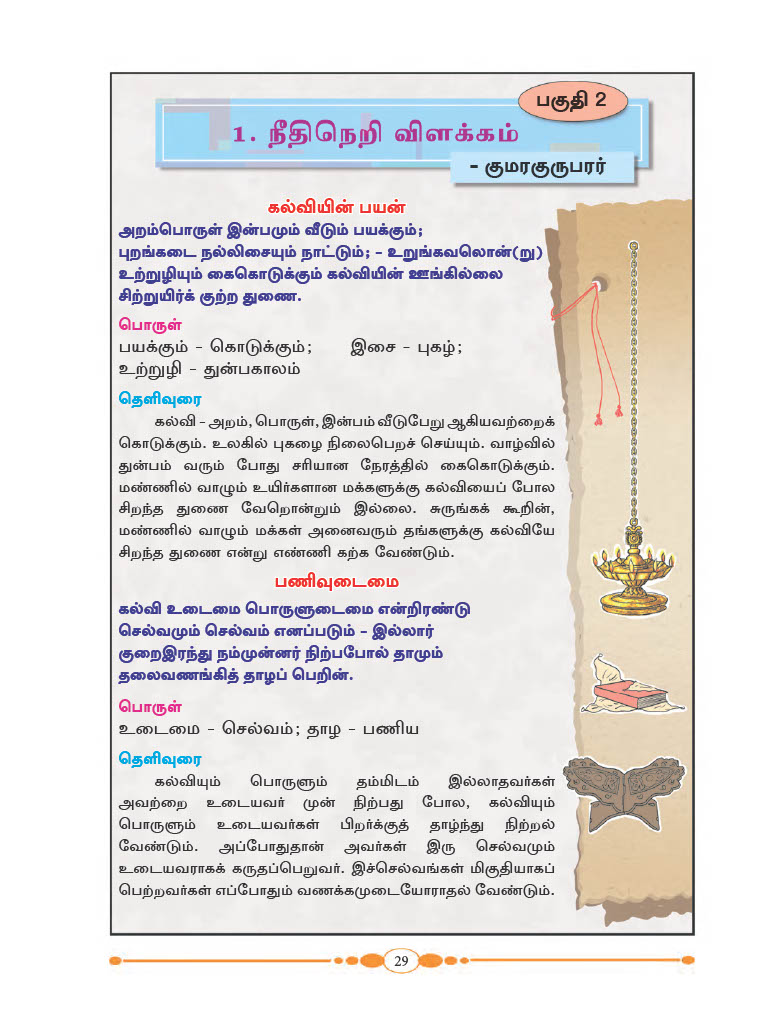 பகுதி 2
1. நீதிநெறி விளக்கம்
- குமரகுருபரர்
கல்வியின் பயன்
அறம்பொருள் இன்பமும் வீடும் பயக்கும்;
புறங்கடை நல்லிசையும் நாட்டும்; – உறுங்கவலொன்(று)
உற்றுழியும் கைகொடுக்கும் கல்வியின் ஊங்கில்லை
சிற்றுயிர்க் குற்ற துணை.
பொருள்
பயக்கும் – கொடுக்கும்; இசை – புகழ்;
உற்றுழி – துன்பகாலம்
தெளிவுரை
கல்வி – அறம், பொருள், இன்பம் வீடுபேறு ஆகியவற்றைக்
கொடுக்கும். உலகில் புகழை நிலைபெறச் செய்யும். வாழ்வில்
துன்பம் வரும் போது சரியான நேரத்தில் கைகொடுக்கும்.
மண்ணில் வாழும் உயிர்களான மக்களுக்கு கல்வியைப் போல
சிறந்த துணை வேறொன்றும் இல்லை. சுருங்கக் கூறின்,
மண்ணில் வாழும் மக்கள் அனைவரும் தங்களுக்கு கல்வியே
சிறந்த துணை என்று எண்ணி கற்க வேண்டும்.
பணிவுடைமை
கல்வி உடைமை பொருளுடைமை என்றிரண்டு
செல்வமும் செல்வம் எனப்படும் – இல்லார்
குறைஇரந்து நம்முன்னர் நிற்பபோல் தாமும்
தலைவணங்கித் தாழப் பெறின்.
பொருள்
உடைமை – செல்வம்; தாழ – பணிய
தெளிவுரை
கல்வியும் பொருளும் தம்மிடம் இல்லாதவர்கள்
அவற்றை உடையவர் முன் நிற்பது போல, கல்வியும்
பொருளும் உடையவர்கள் பிறர்க்குத் தாழ்ந்து நிற்றல்
வேண்டும். அப்போதுதான் அவர்கள் இரு செல்வமும்
உடையவராகக் கருதப்பெறுவர். இச்செல்வங்கள் மிகுதியாகப்
பெற்றவர்கள் எப்போதும் வணக்கமுடையோராதல் வேண்டும்.
29